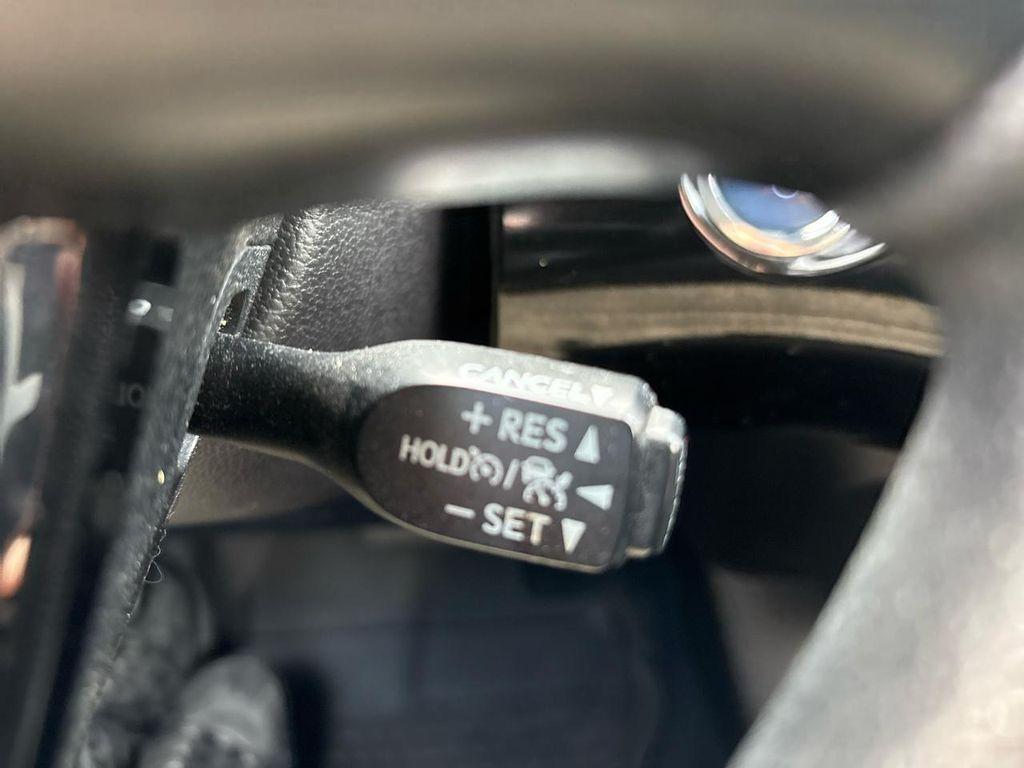 CANCEL▼
+ RES ▲
HOLD / ◀
− SET ▼